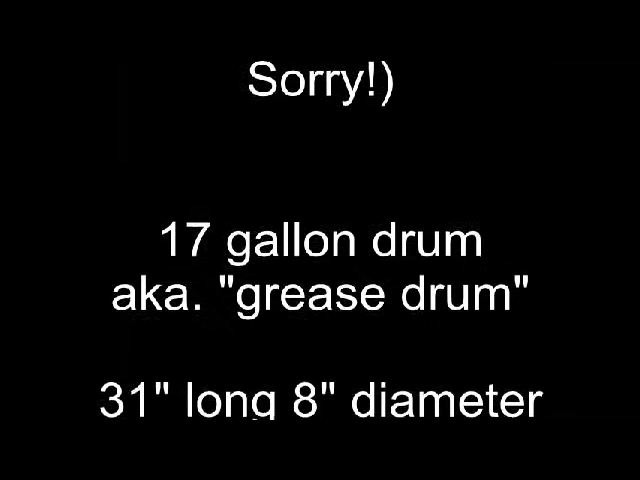 Sorry!)
17 gallon drum
aka. "grease drum"
31" long 8" diameter